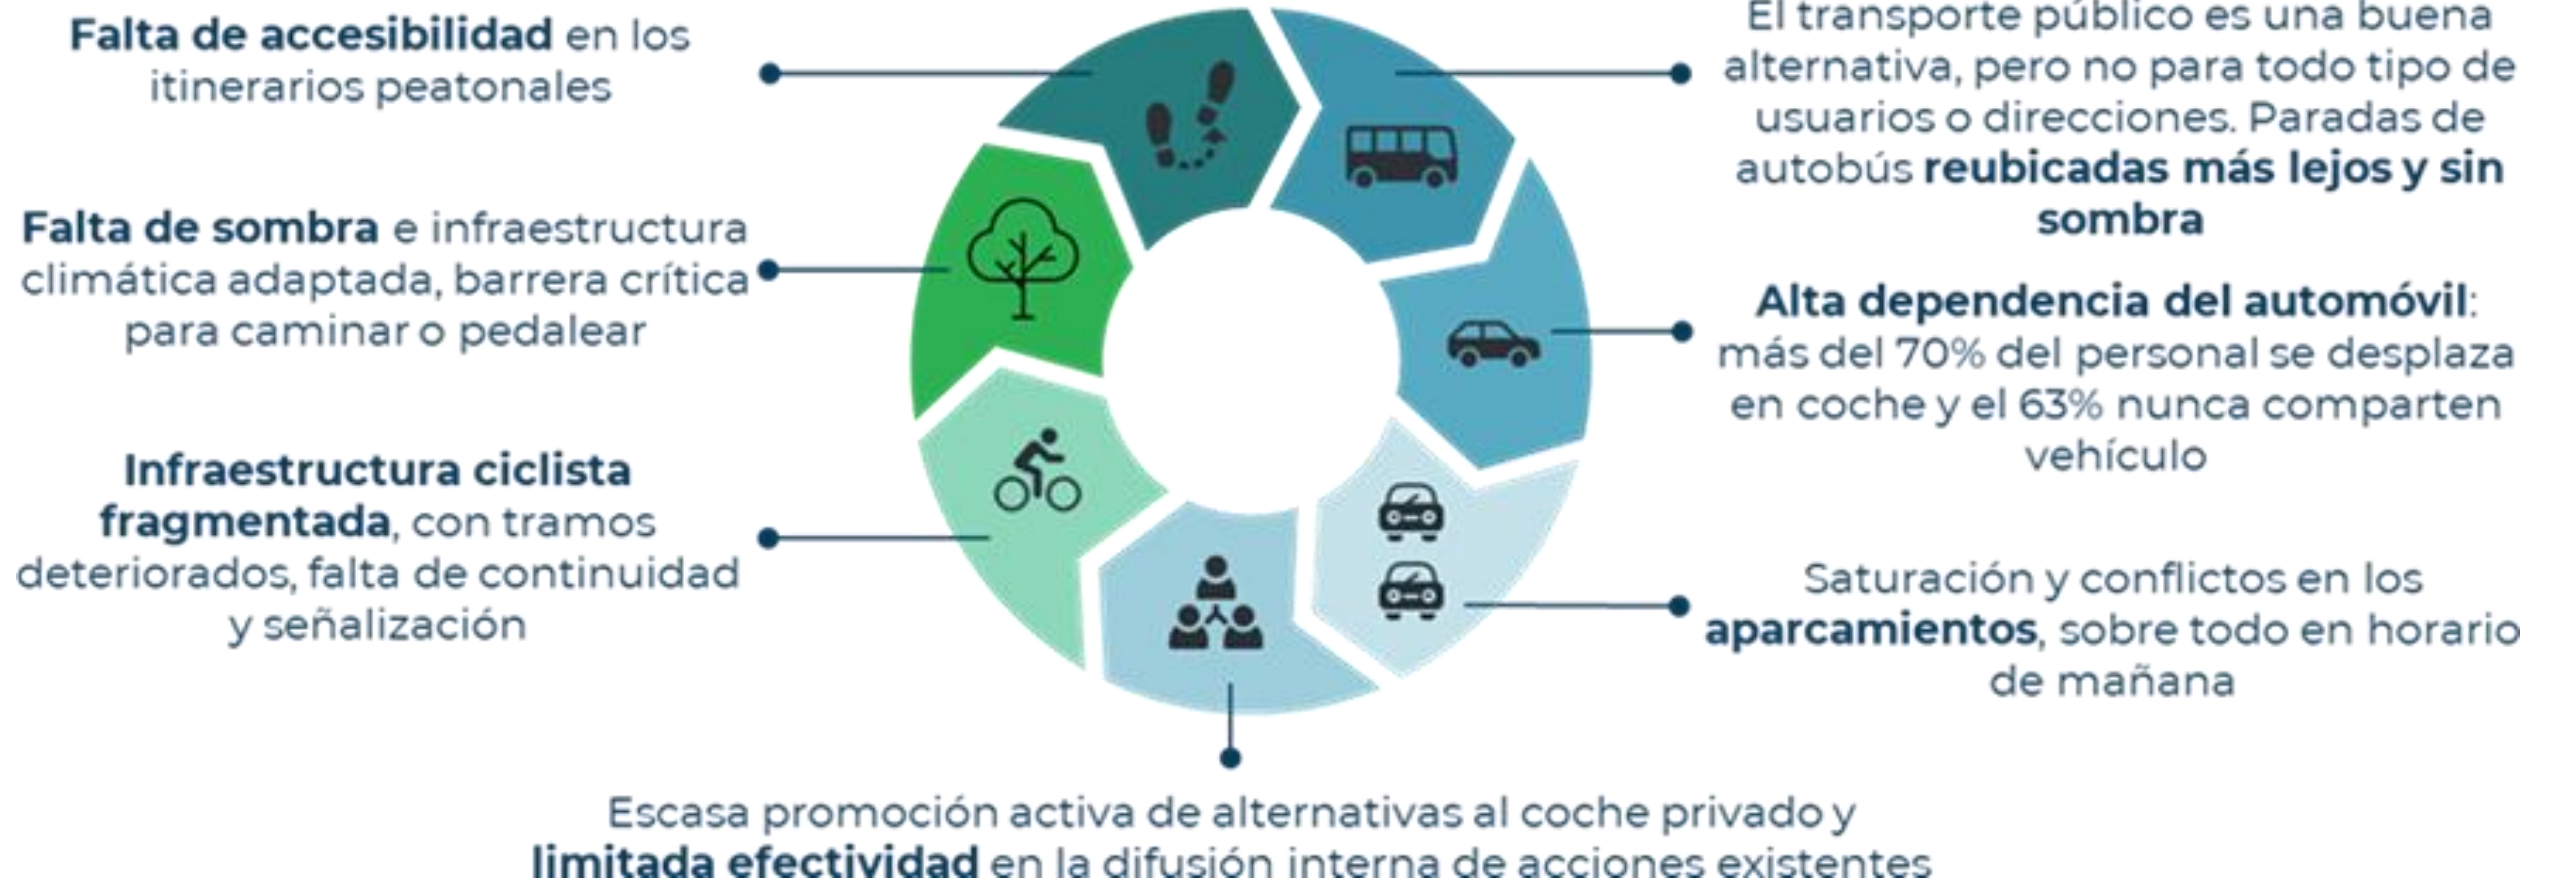 Falta de accesibilidad en los
itinerarios peatonales
Falta de sombra e infraestructura
climática adaptada, barrera crítica
para caminar o pedalear
Infraestructura ciclista
fragmentada, con tramos
deteriorados, falta de continuidad
y señalización
El transporte público es una buena
alternativa, pero no para todo tipo de
usuarios o direcciones. Paradas de
autobús reubicadas más lejos y sin
sombra
Alta dependencia del automóvil:
más del 70% del personal se desplaza
en coche y el 63% nunca comparten
vehículo
Saturación y conflictos en los
aparcamientos, sobre todo en horario
de mañana
Escasa promoción activa de alternativas al coche privado y
limitada efectividad en la difusión interna de acciones existentes